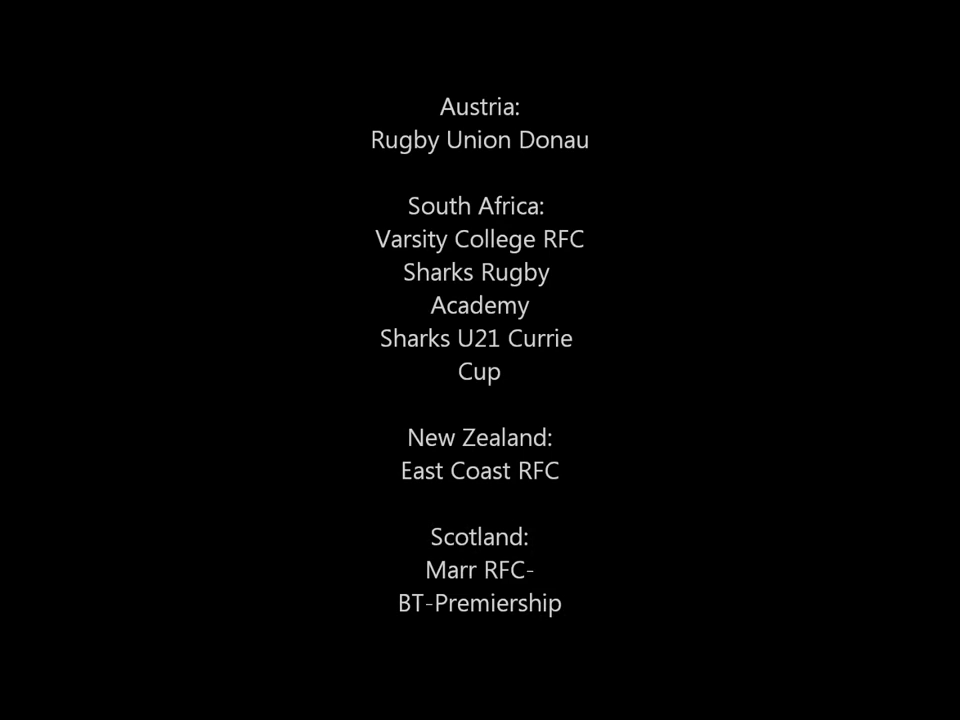 Austria:
Rugby Union Donau
South Africa:
Varsity College RFC
Sharks Rugby
Academy
Sharks U21 Currie
Cup
New Zealand:
East Coast RFC
Scotland:
Marr RFC-
BT-Premiership